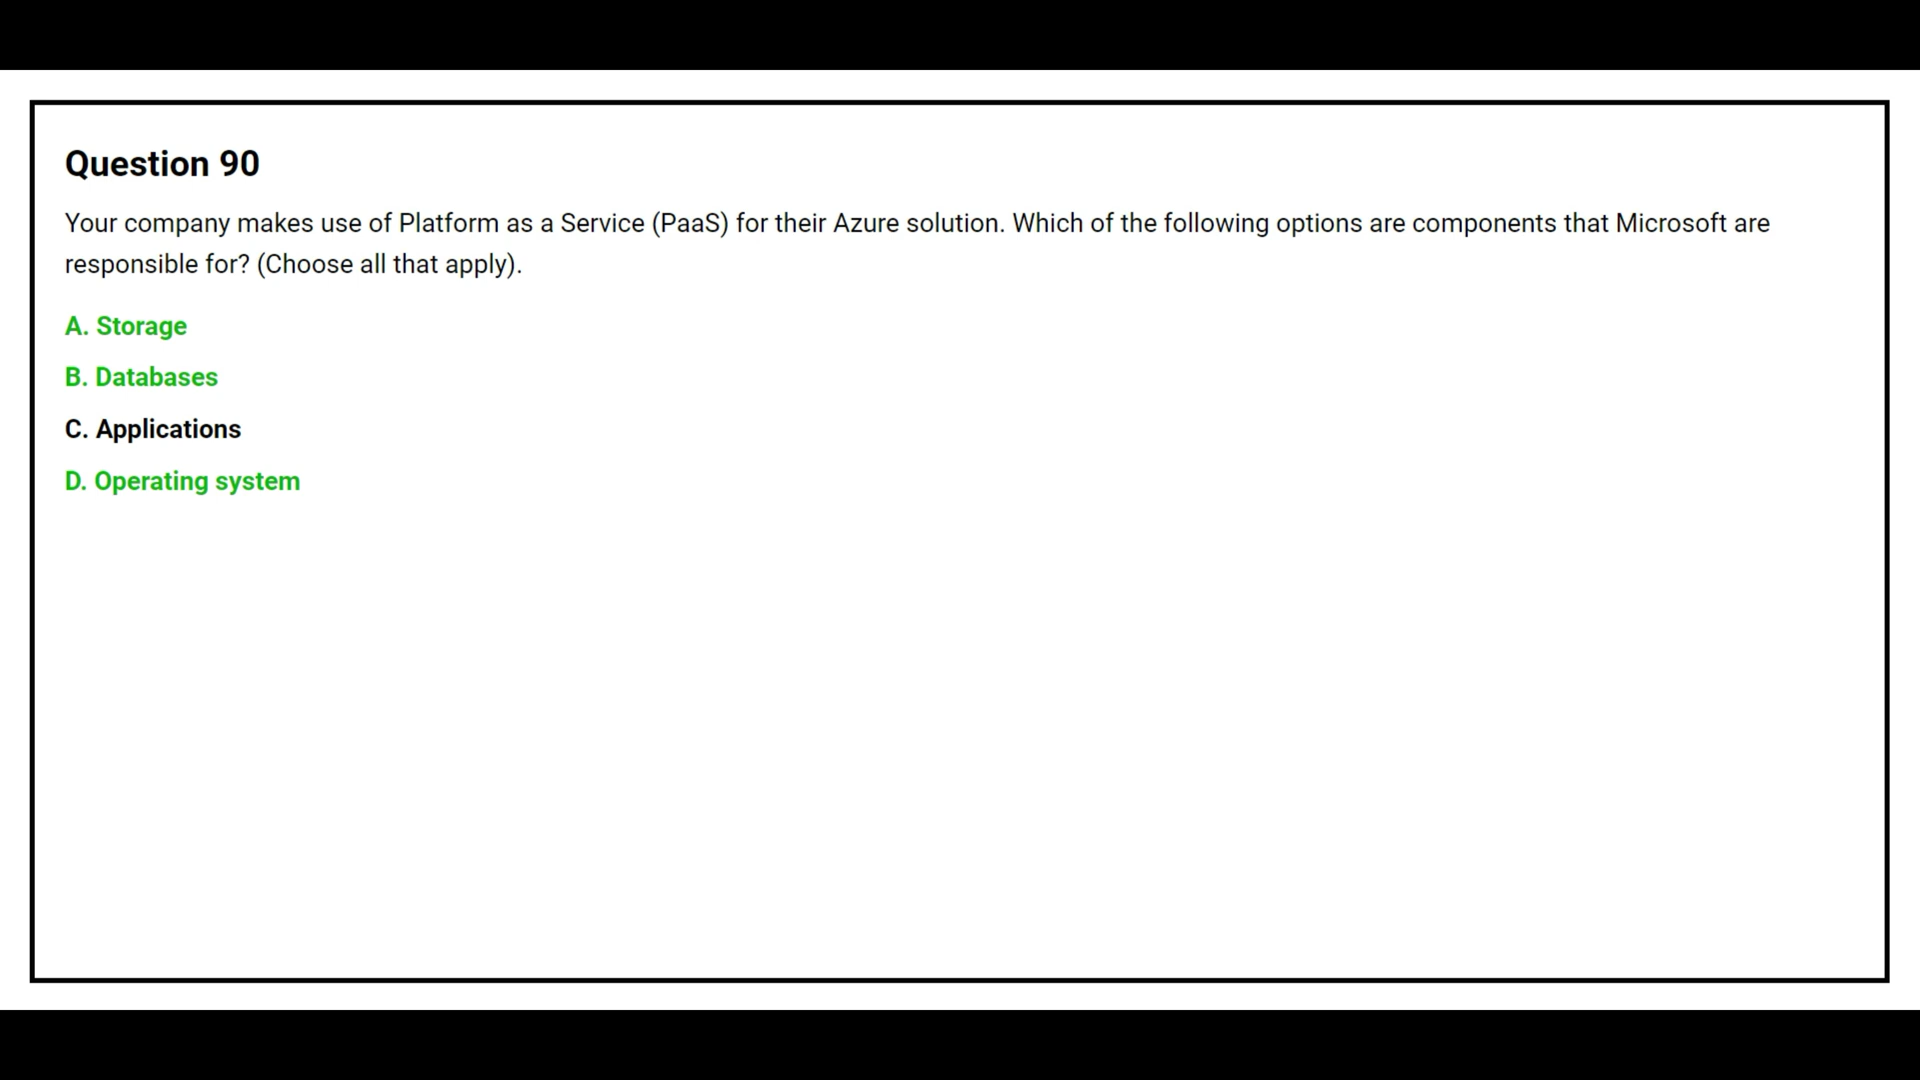 Question 90
Your company makes use of Platform as a Service (PaaS) for their Azure solution. Which of the following options are components that Microsoft are
responsible for? (Choose all that apply).
A. Storage
B. Databases
C. Applications
D. Operating system